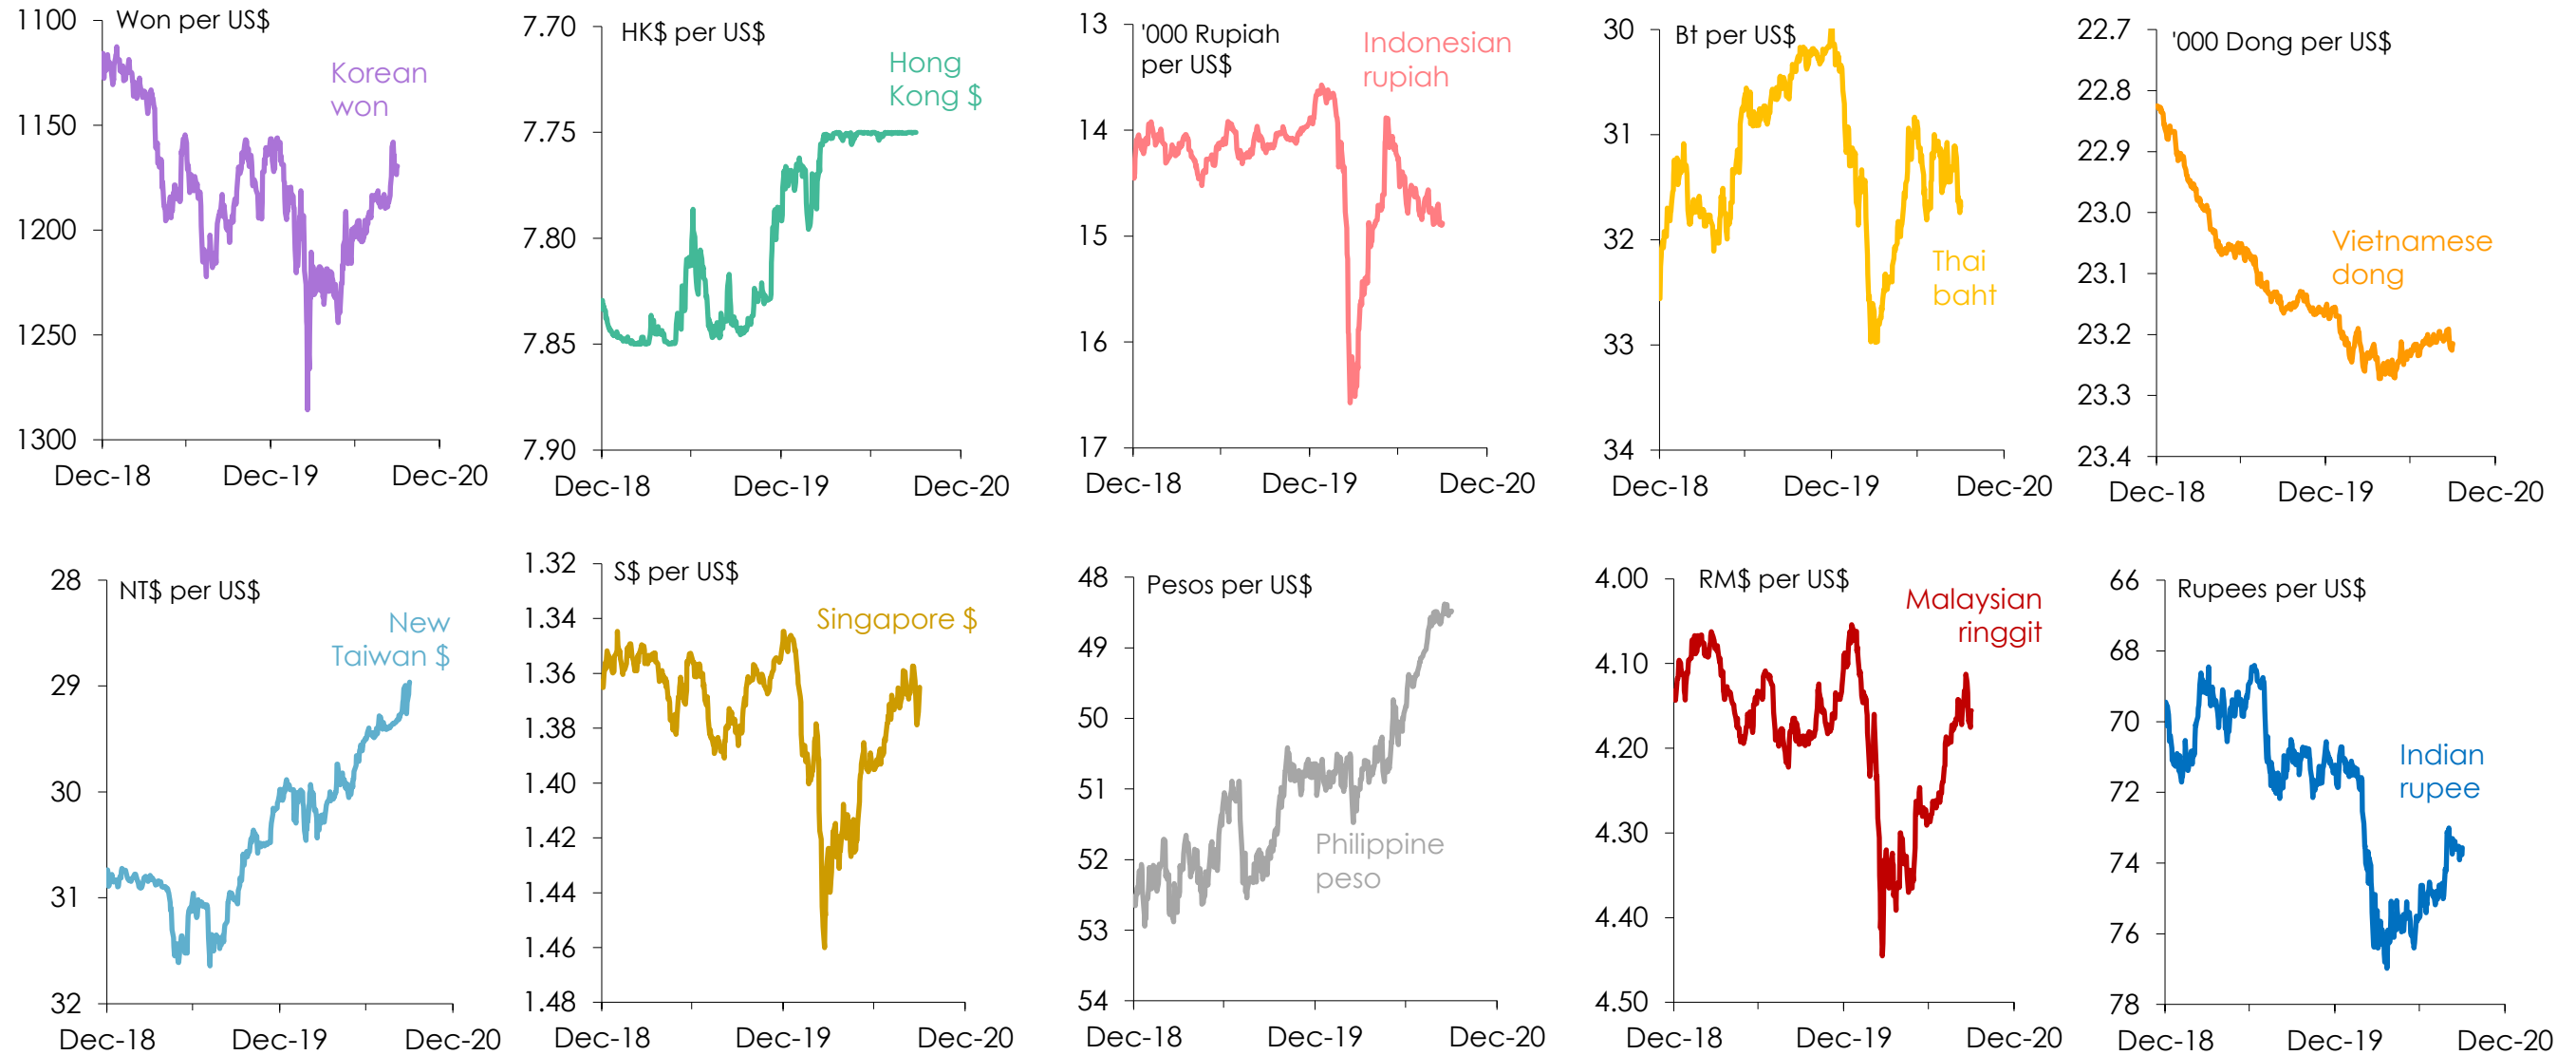 Won per US$
Korean
won
1100
1150
1200
1250
1300
Dec-18
Dec-19
Dec-20
HK$ per US$
Hong
Kong $
7.70
7.75
7.80
7.85
7.90
Dec-18
Dec-19
Dec-20
'000 Rupiah
per US$
Indonesian
rupiah
13
14
15
16
17
Dec-18
Dec-19
Dec-20
Bt per US$
Thai
baht
30
31
32
33
34
Dec-18
Dec-19
Dec-20
'000 Dong per US$
Vietnamese
dong
22.7
22.8
22.9
23.0
23.1
23.2
23.3
23.4
Dec-18
Dec-19
Dec-20
NT$ per US$
New
Taiwan $
28
29
30
31
32
Dec-18
Dec-19
Dec-20
S$ per US$
Singapore $
1.32
1.34
1.36
1.38
1.40
1.42
1.44
1.46
1.48
Dec-18
Dec-19
Dec-20
Pesos per US$
Philippine
peso
48
49
50
51
52
53
54
Dec-18
Dec-19
Dec-20
RM$ per US$
Malaysian
ringgit
4.00
4.10
4.20
4.30
4.40
4.50
Dec-18
Dec-19
Dec-20
Rupees per US$
Indian
rupee
66
68
70
72
74
76
78
Dec-18
Dec-19
Dec-20